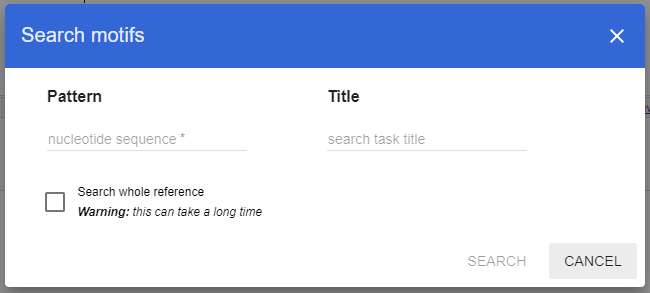 Search motifs
Pattern
Title
nucleotide sequence *
search task title
Search whole reference
Warning: this can take a long time
SEARCH
CANCEL